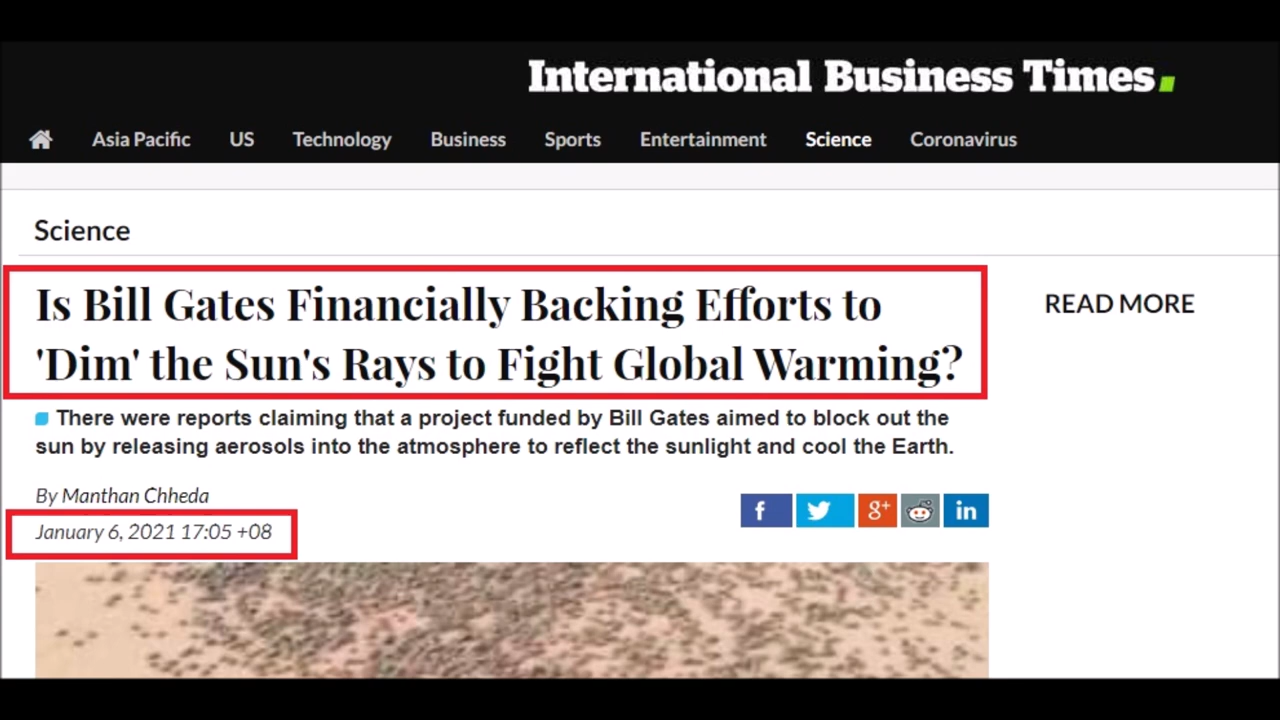 International Business Times.
Asia Pacific US Technology Business Sports Entertainment Science Coronavirus
Science
Is Bill Gates Financially Backing Efforts to
'Dim' the Sun's Rays to Fight Global Warming?
READ MORE
There were reports claiming that a project funded by Bill Gates aimed to block out the
sun by releasing aerosols into the atmosphere to reflect the sunlight and cool the Earth.
By Manthan Chheda
January 6, 2021 17:05 +08
f 8+ in